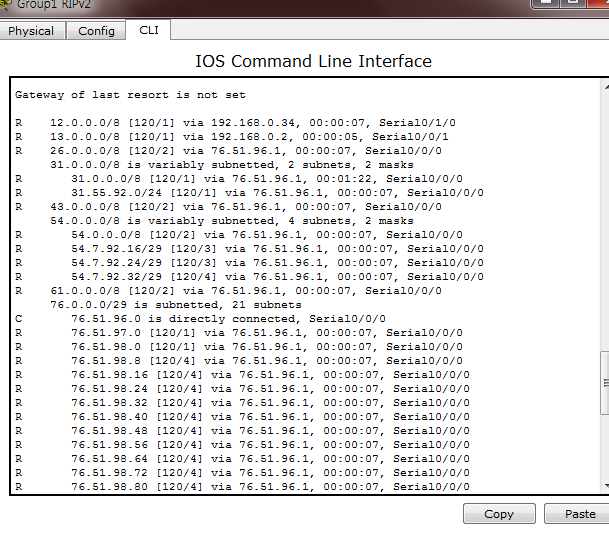 Group1 RIPv2
Physical Config CLI
IOS Command Line Interface
Gateway of last resort is not set
R 12.0.0.0/8 [120/1] via 192.168.0.34, 00:00:07, Serial0/1/0
R 13.0.0.0/8 [120/1] via 192.168.0.2, 00:00:05, Serial0/0/1
R 26.0.0.0/8 [120/2] via 76.51.96.1, 00:00:07, Serial0/0/0
31.0.0.0/8 is variably subnetted, 2 subnets, 2 masks
R 31.0.0.0/8 [120/1] via 76.51.96.1, 00:01:22, Serial0/0/0
R 31.55.92.0/24 [120/1] via 76.51.96.1, 00:00:07, Serial0/0/0
R 43.0.0.0/8 [120/2] via 76.51.96.1, 00:00:07, Serial0/0/0
54.0.0.0/8 is variably subnetted, 4 subnets, 2 masks
R 54.0.0.0/8 [120/2] via 76.51.96.1, 00:00:07, Serial0/0/0
R 54.7.92.16/29 [120/3] via 76.51.96.1, 00:00:07, Serial0/0/0
R 54.7.92.24/29 [120/3] via 76.51.96.1, 00:00:07, Serial0/0/0
R 54.7.92.32/29 [120/4] via 76.51.96.1, 00:00:07, Serial0/0/0
R 61.0.0.0/8 [120/2] via 76.51.96.1, 00:00:07, Serial0/0/0
76.0.0.0/29 is subnetted, 21 subnets
C 76.51.96.0 is directly connected, Serial0/0/0
R 76.51.97.0 [120/1] via 76.51.96.1, 00:00:07, Serial0/0/0
R 76.51.98.0 [120/1] via 76.51.96.1, 00:00:07, Serial0/0/0
R 76.51.98.8 [120/4] via 76.51.96.1, 00:00:07, Serial0/0/0
R 76.51.98.16 [120/4] via 76.51.96.1, 00:00:07, Serial0/0/0
R 76.51.98.24 [120/4] via 76.51.96.1, 00:00:07, Serial0/0/0
R 76.51.98.32 [120/4] via 76.51.96.1, 00:00:07, Serial0/0/0
R 76.51.98.40 [120/4] via 76.51.96.1, 00:00:07, Serial0/0/0
R 76.51.98.48 [120/4] via 76.51.96.1, 00:00:07, Serial0/0/0
R 76.51.98.56 [120/4] via 76.51.96.1, 00:00:07, Serial0/0/0
R 76.51.98.64 [120/4] via 76.51.96.1, 00:00:07, Serial0/0/0
R 76.51.98.72 [120/4] via 76.51.96.1, 00:00:07, Serial0/0/0
R 76.51.98.80 [120/4] via 76.51.96.1, 00:00:07, Serial0/0/0
Copy Paste